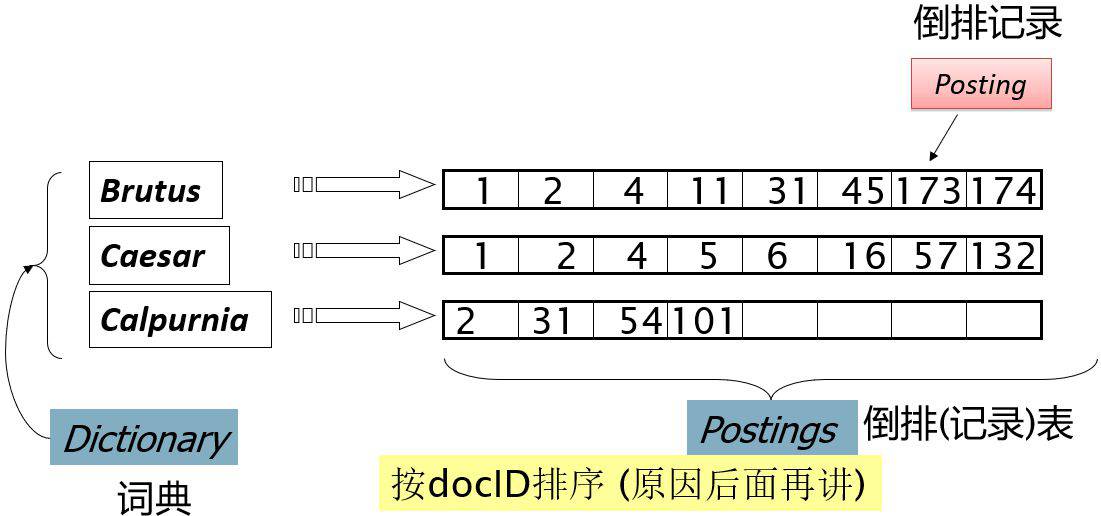 倒排记录
Posting
Brutus 1 2 4 11 31 45 173 174
Caesar 1 2 4 5 6 16 57 132
Calpurnia 2 31 54 101
Dictionary
词典
Postings 倒排(记录)表
按docID排序 (原因后面再讲)